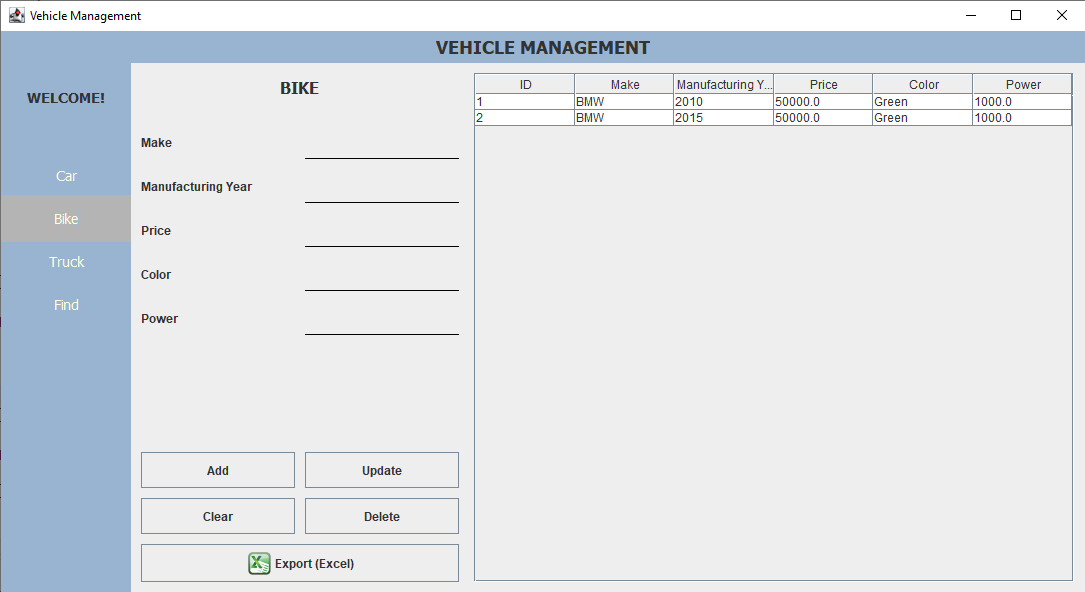 Vehicle Management
VEHICLE MANAGEMENT
WELCOME!
Car
Bike
Truck
Find
BIKE
Make
Manufacturing Year
Price
Color
Power
Add Update
Clear Delete
Export (Excel)
ID Make Manufacturing Y... Price Color Power
1 BMW 2010 50000.0 Green 1000.0
2 BMW 2015 50000.0 Green 1000.0